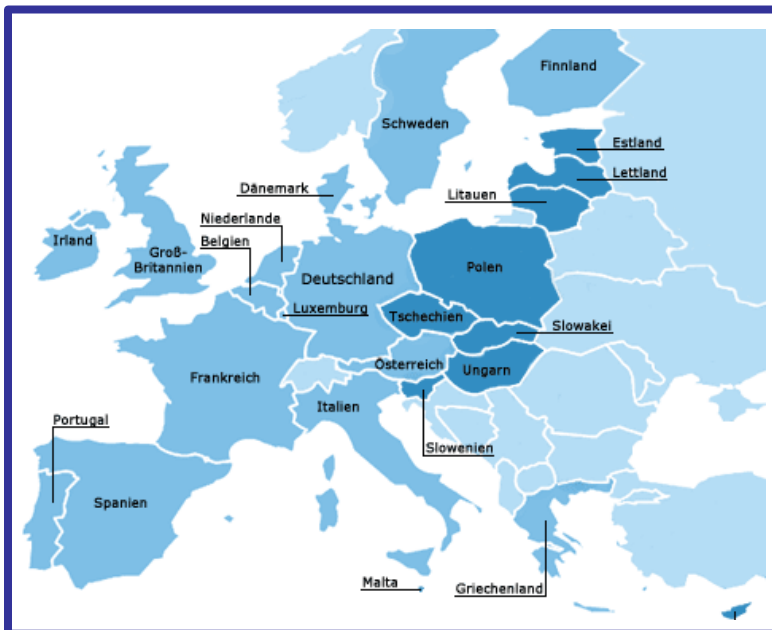 Finnland
Schweden
Estland
Lettland
Dänemark
Litauen
Niederlande
Irland
Groß-
Britannien
Belgien
Polen
Deutschland
Luxemburg
Tschechien
Slowakei
Österreich
Ungarn
Frankreich
Italien
Portugal
Slowenien
Spanien
Malta
Griechenland